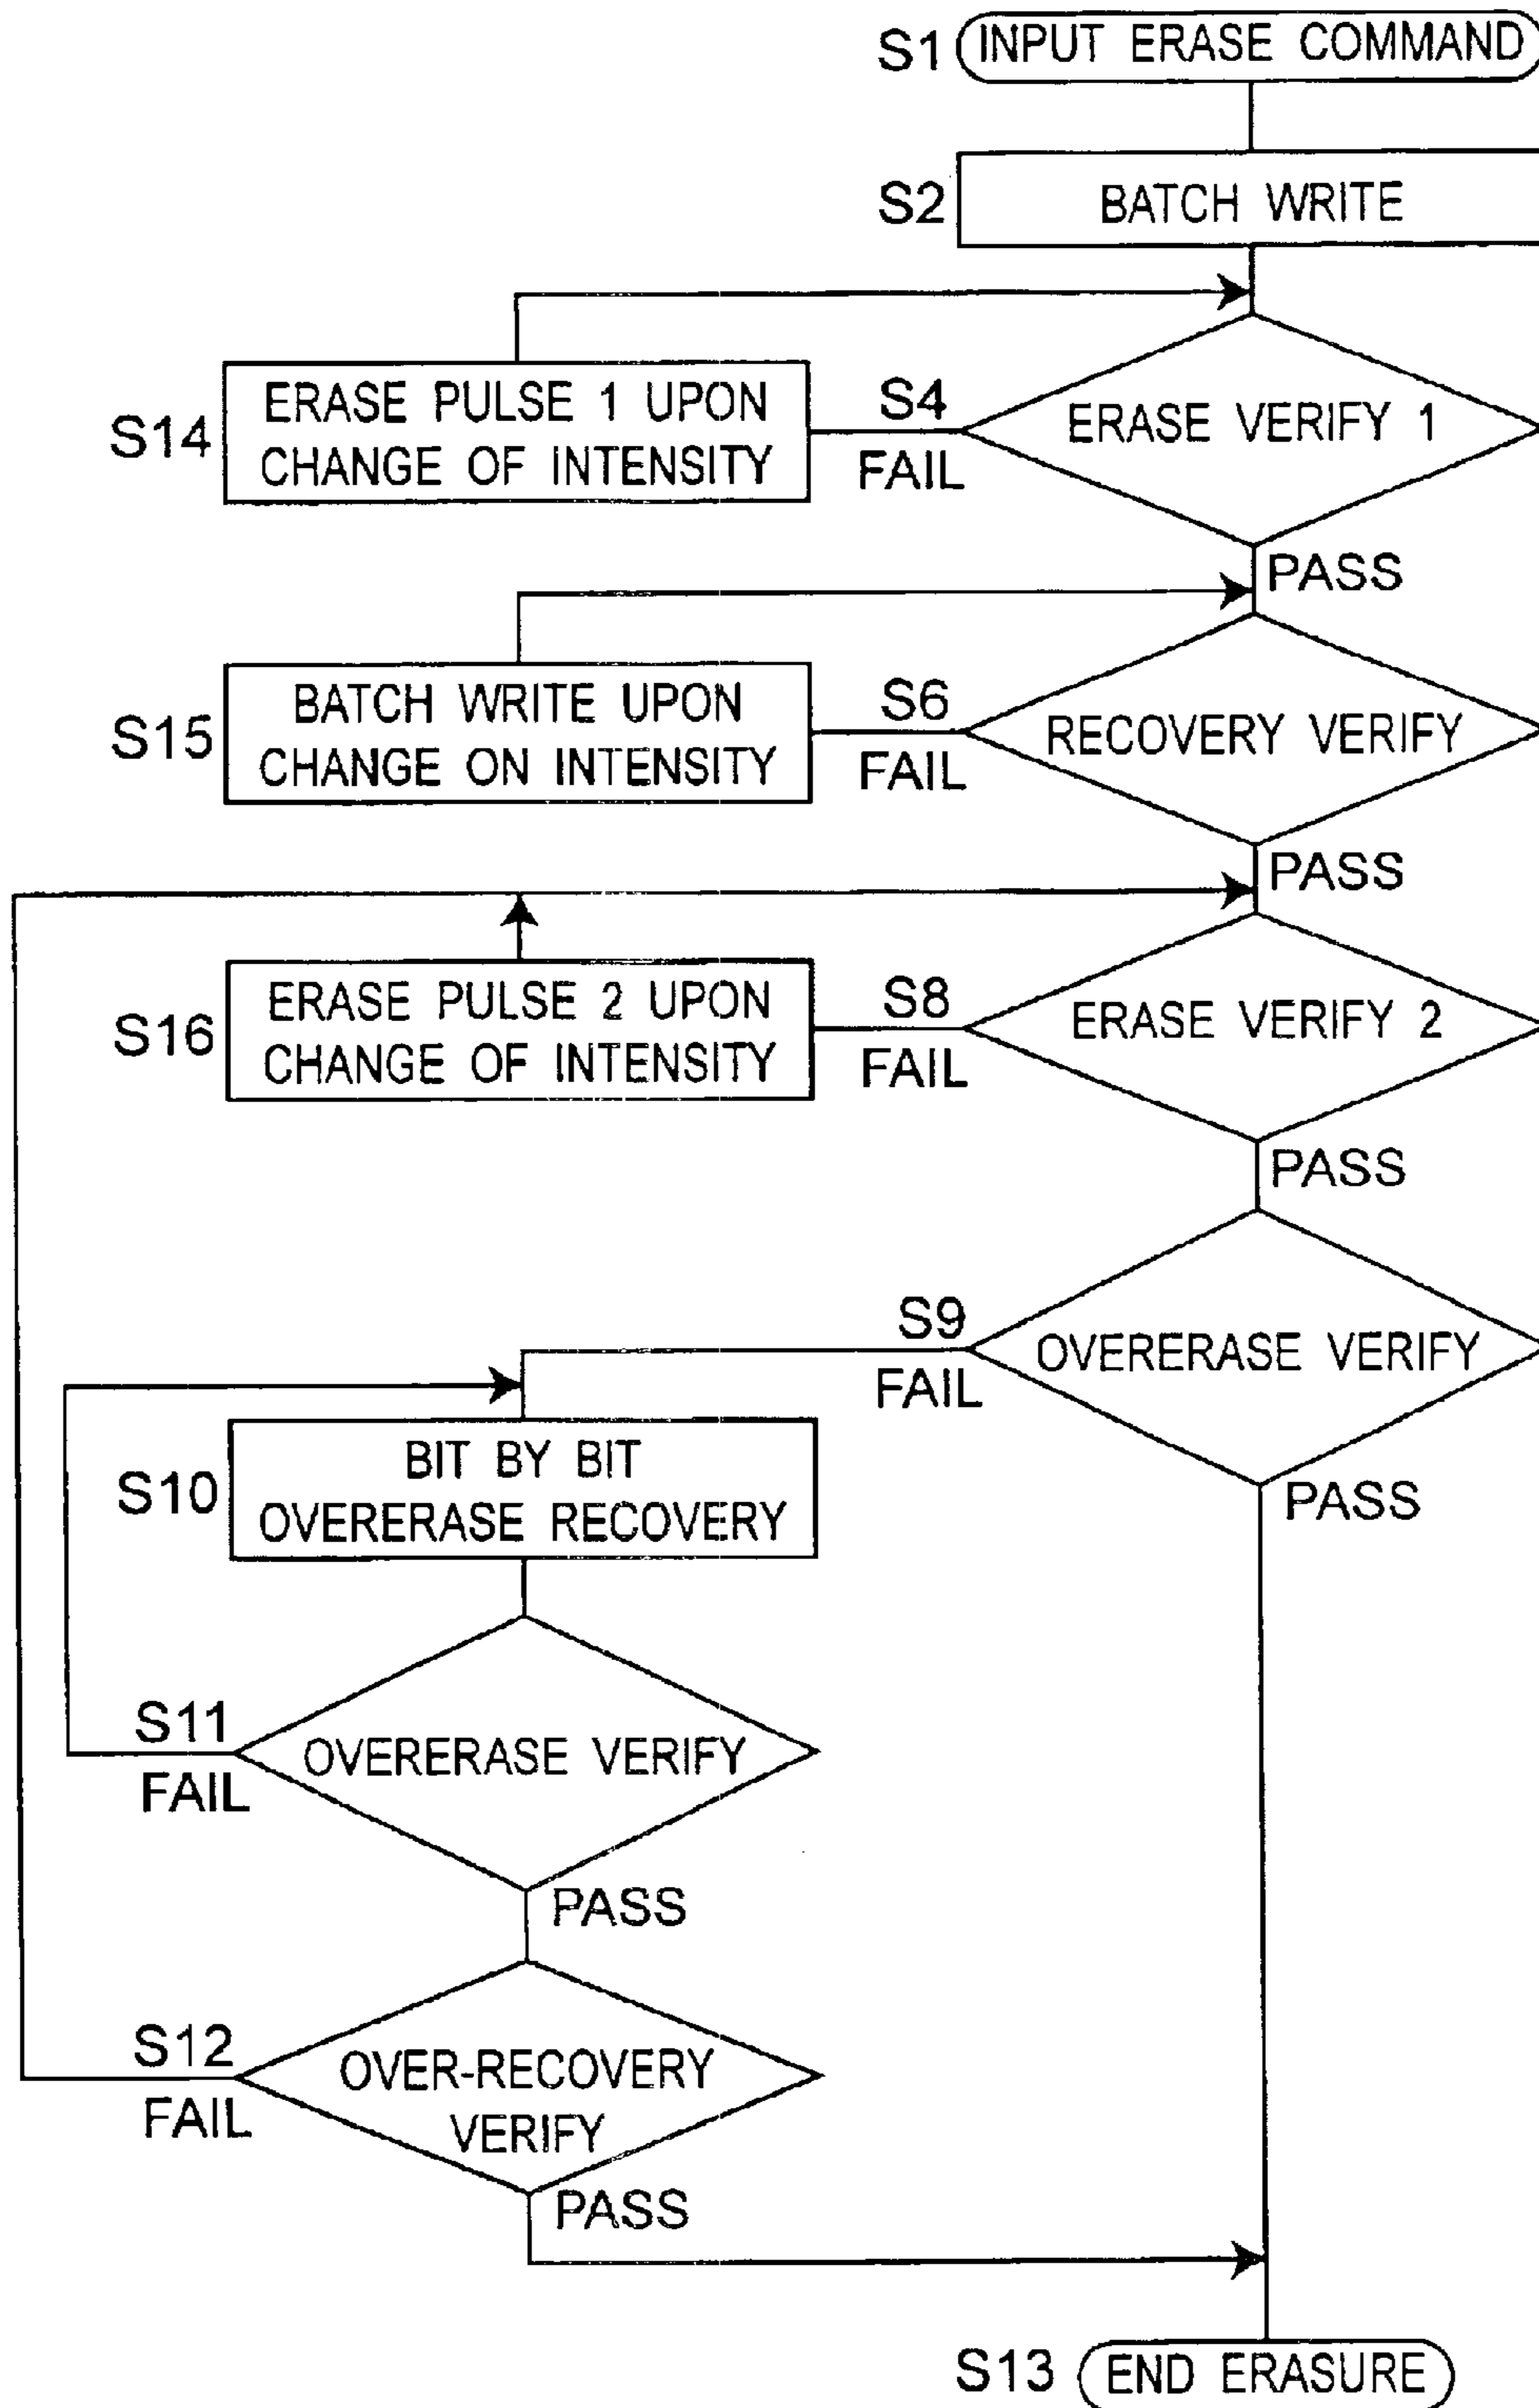 S1 INPUT ERASE COMMAND
S2 BATCH WRITE
S14 ERASE PULSE 1 UPON
CHANGE OF INTENSITY
S4
FAIL
ERASE VERIFY 1
PASS
S15 BATCH WRITE UPON
CHANGE ON INTENSITY
S6
FAIL
RECOVERY VERIFY
PASS
S16 ERASE PULSE 2 UPON
CHANGE OF INTENSITY
S8
FAIL
ERASE VERIFY 2
PASS
S9
FAIL
OVERERASE VERIFY
PASS
S10 BIT BY BIT
OVERERASE RECOVERY
S11
FAIL
OVERERASE VERIFY
PASS
S12
FAIL
OVER-RECOVERY
VERIFY
PASS
S13 END ERASURE